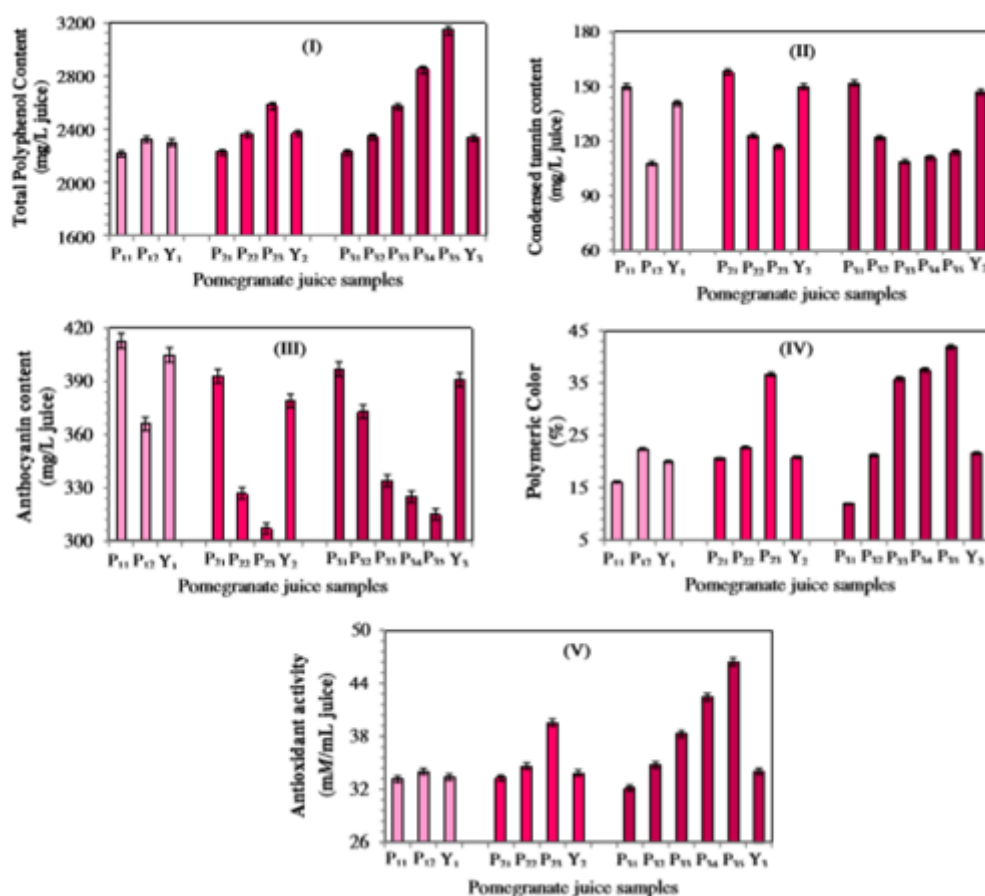 (I)
Total Polyphenol Content
(mg/L juice)
3200
2800
2400
2000
1600
P₁₁ P₁₂ Y₁ P₂₁ P₂₂ P₂₃ Y₂ P₃₁ P₃₂ P₃₃ P₃₄ P₃₅ Y₃
Pomegranate juice samples
(II)
Condensed tannin content
(mg/L juice)
180
150
120
90
60
P₁₁ P₁₂ Y₁ P₂₁ P₂₂ P₂₃ Y₂ P₃₁ P₃₂ P₃₃ P₃₄ P₃₅
Pomegranate juice samples
(III)
Anthocyanin content
(mg/L juice)
420
390
360
330
300
P₁₁ P₁₂ Y₁ P₂₁ P₂₂ P₂₃ Y₂ P₃₁ P₃₂ P₃₃ P₃₄ P₃₅ Y₃
Pomegranate juice samples
(IV)
Polymeric Color
(%)
45
35
25
15
5
P₁₁ P₁₂ Y₁ P₂₁ P₂₂ P₂₃ Y₂ P₃₁ P₃₂ P₃₃ P₃₄ P₃₅ Y₃
Pomegranate juice samples
(V)
Antioxidant activity
(mM/mL juice)
50
44
38
32
26
P₁₁ P₁₂ Y₁ P₂₁ P₂₂ P₂₃ Y₂ P₃₁ P₃₂ P₃₃ P₃₄ P₃₅ Y₃
Pomegranate juice samples